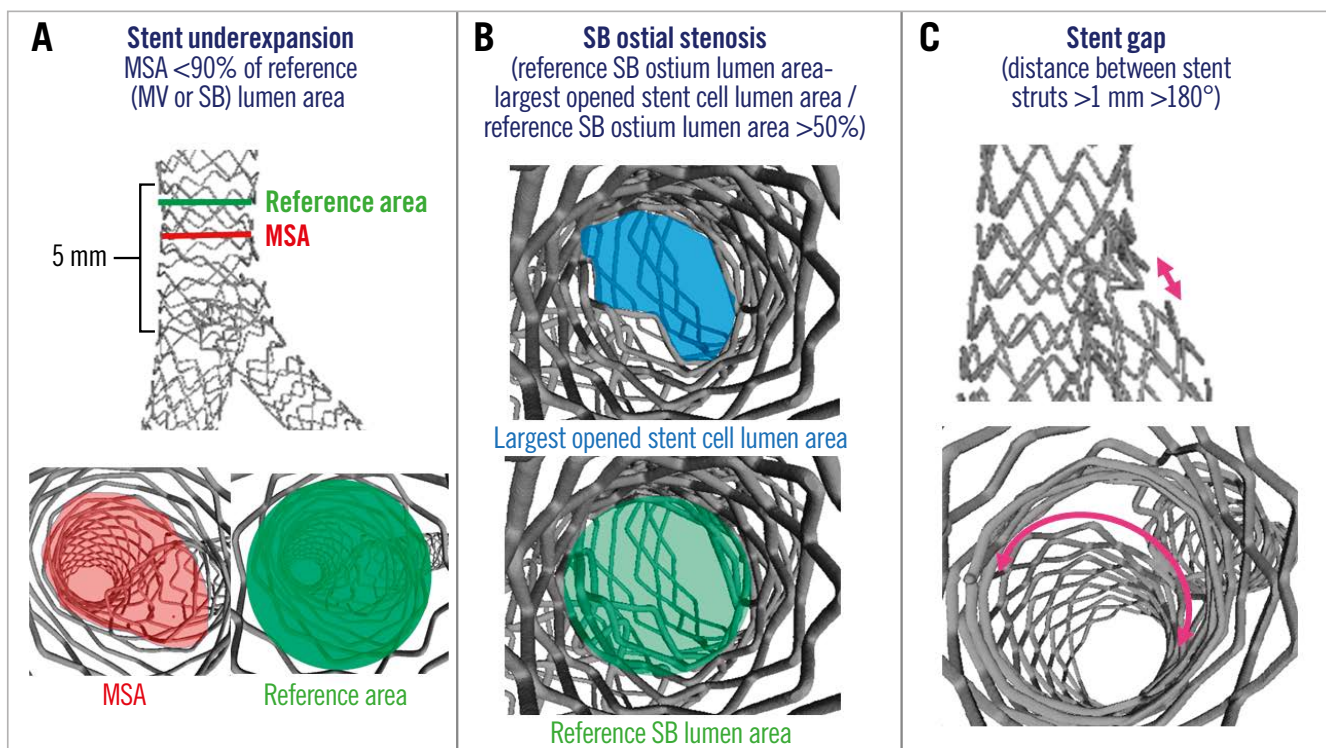 A
Stent underexpansion
MSA <90% of reference
(MV or SB) lumen area
Reference area
MSA
5 mm
MSA
Reference area
B
SB ostial stenosis
(reference SB ostium lumen area–
largest opened stent cell lumen area /
reference SB ostium lumen area >50%)
Largest opened stent cell lumen area
Reference SB lumen area
C
Stent gap
(distance between stent
struts >1 mm >180°)